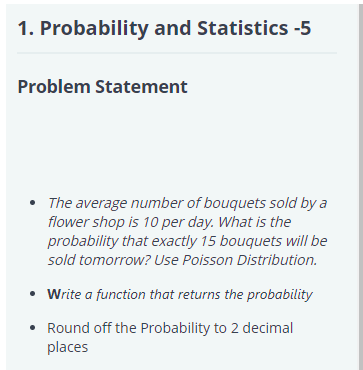 1. Probability and Statistics -5
Problem Statement
• The average number of bouquets sold by a
flower shop is 10 per day. What is the
probability that exactly 15 bouquets will be
sold tomorrow? Use Poisson Distribution.
• Write a function that returns the probability
• Round off the Probability to 2 decimal
places